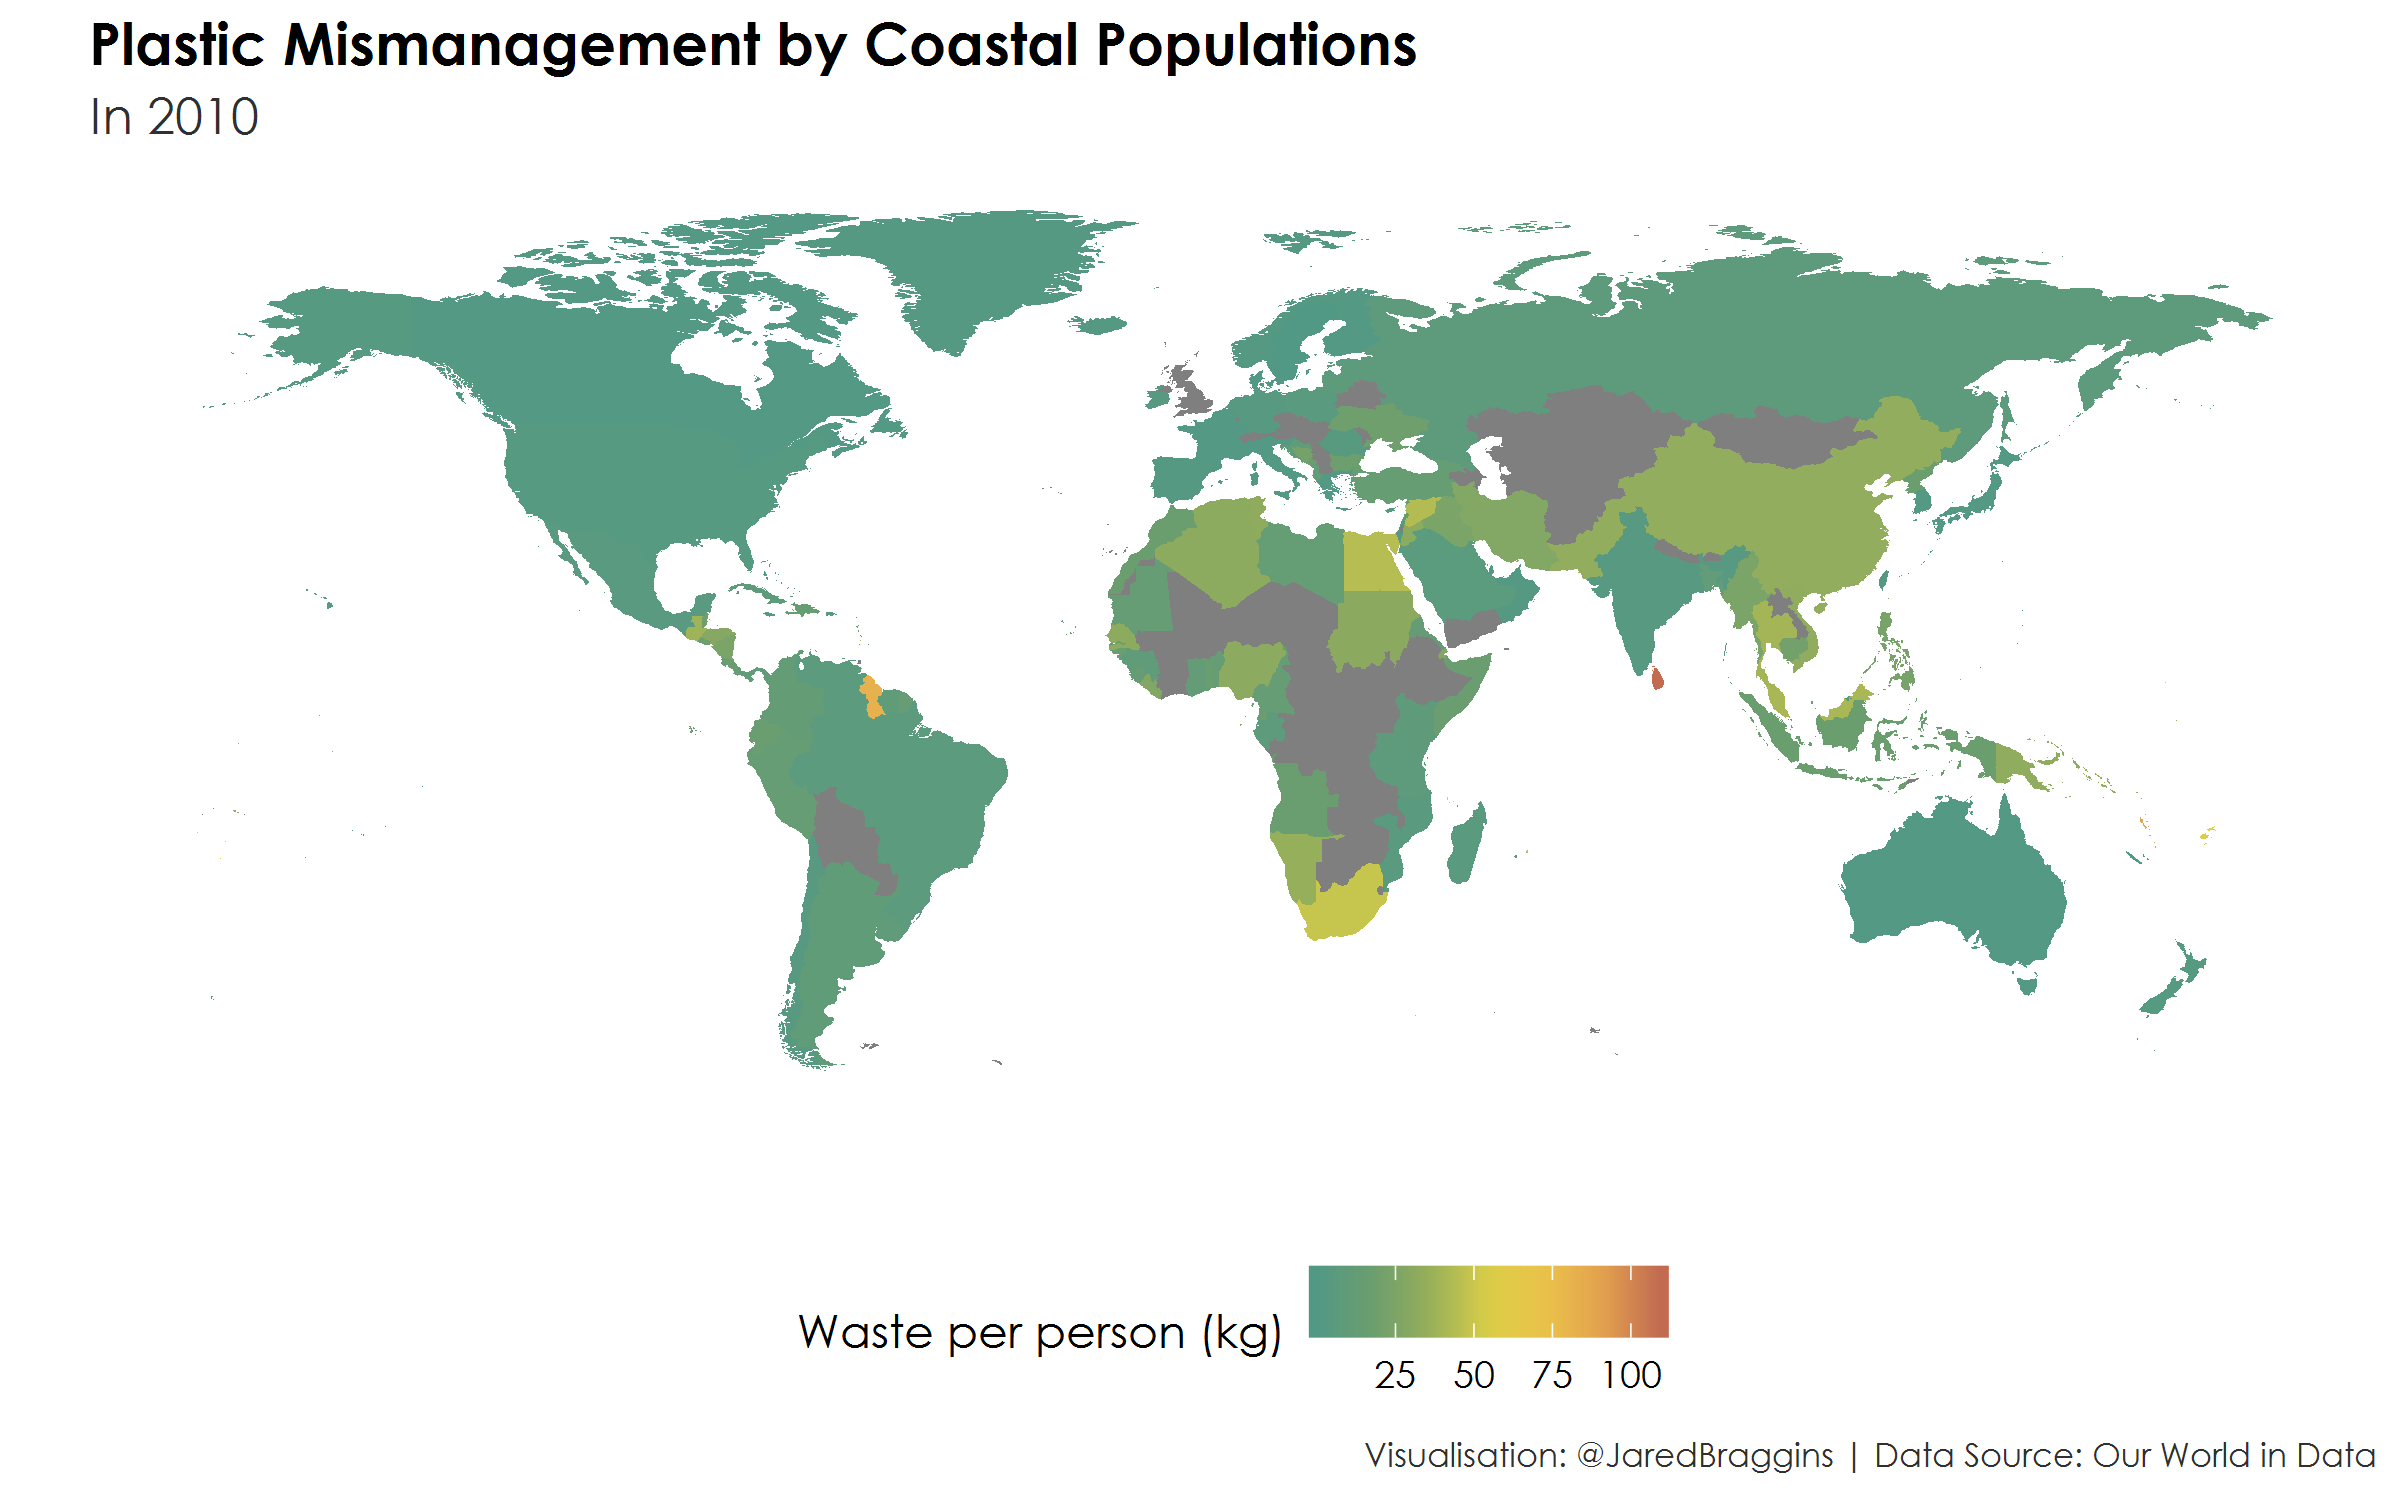 Plastic Mismanagement by Coastal Populations
In 2010
Waste per person (kg)
25 50 75 100
Visualisation: @JaredBraggins | Data Source: Our World in Data